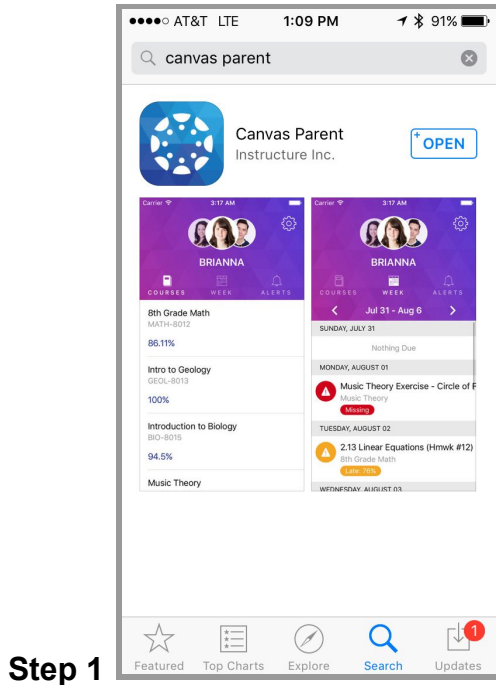 AT&T LTE 1:09 PM 91%
canvas parent
Canvas Parent
Instructure Inc.
+ OPEN
Carrier 3:17 AM
BRIANNA
COURSES WEEK ALERTS
8th Grade Math
MATH-8012
86.11%
Intro to Geology
GEOL-8013
100%
Introduction to Biology
BIO-8015
94.5%
Music Theory
Carrier 3:17 AM
BRIANNA
COURSES WEEK ALERTS
Jul 31 - Aug 6
SUNDAY, JULY 31
Nothing Due
MONDAY, AUGUST 01
Music Theory Exercise - Circle of F
Music Theory
Missing
TUESDAY, AUGUST 02
2.13 Linear Equations (Hmwk #12)
8th Grade Math
Late: 76%
WEDNESDAY, AUGUST 03
1
Featured Top Charts Explore Search Updates
Step 1